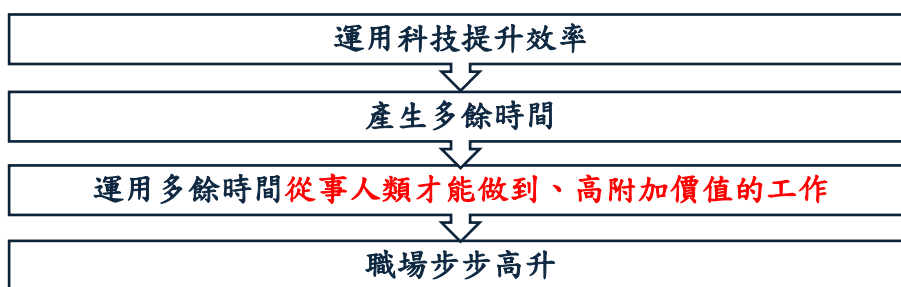 運用科技提升效率
產生多餘時間
運用多餘時間從事人類才能做到、高附加價值的工作
職場步步高升